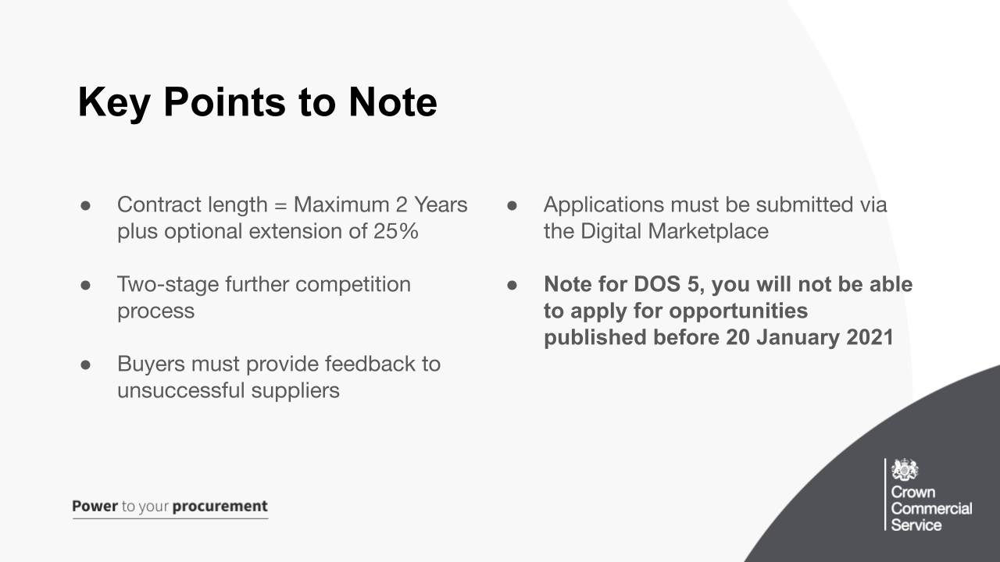 Key Points to Note
● Contract length = Maximum 2 Years
plus optional extension of 25%
● Two-stage further competition
process
● Buyers must provide feedback to
unsuccessful suppliers
● Applications must be submitted via
the Digital Marketplace
● Note for DOS 5, you will not be able
to apply for opportunities
published before 20 January 2021
Power to your procurement
Crown
Commercial
Service